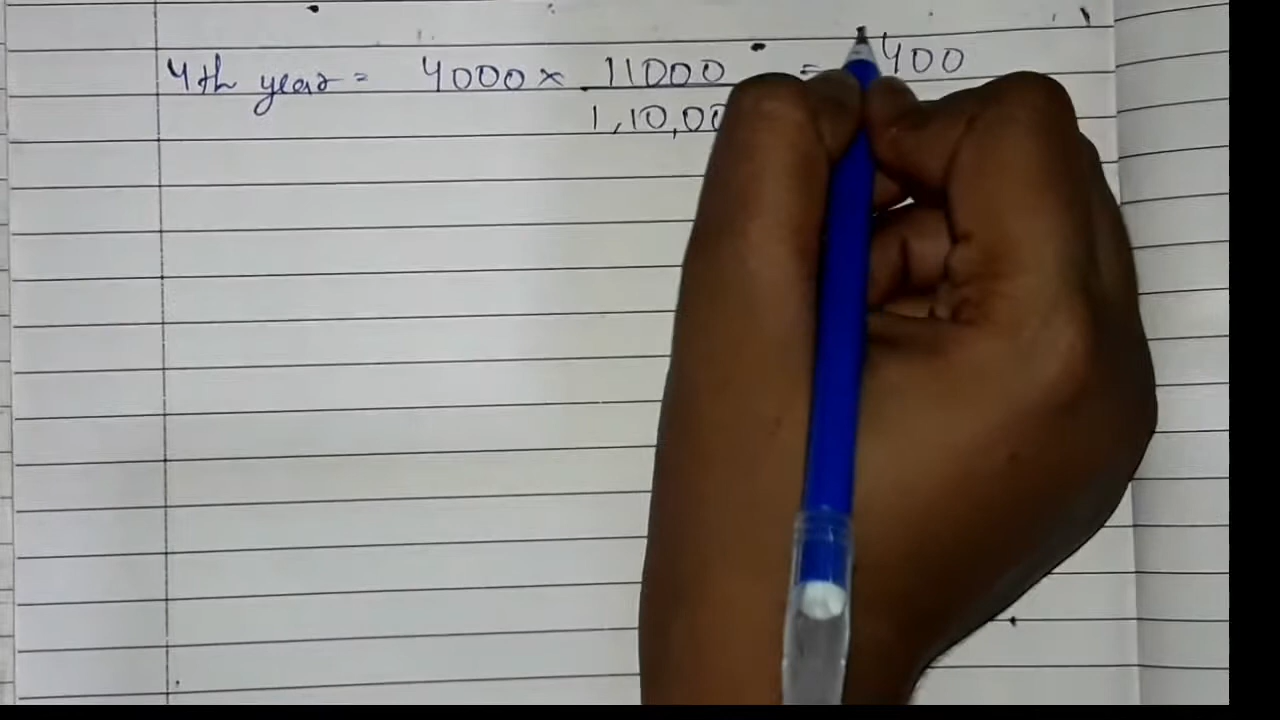 4th year = 4000 × 11000 = 400
1,10,00